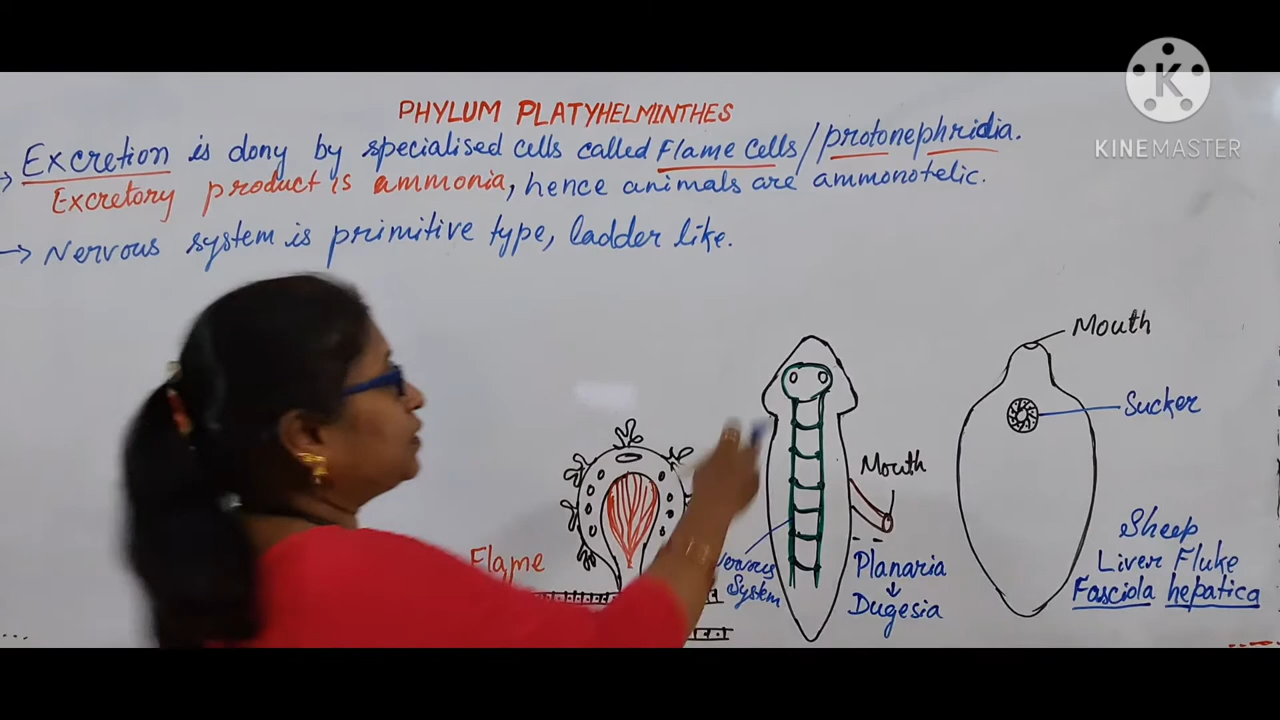 PHYLUM PLATYHELMINTHES
→ Excretion is dony by specialised cells called Flame cells/protonephridia.
Excretory product is ammonia, hence animals are ammonotelic.
→ Nervous system is primitive type, ladder like.
K
KINEMASTER
Mouth
Sucker
Mouth
Flame
Nervous
System
Planaria
↓
Dugesia
Sheep
Liver Fluke
Fasciola hepatica